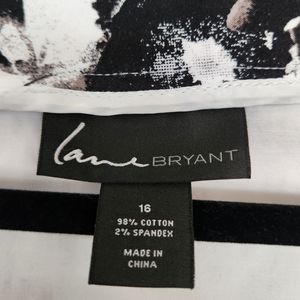 Lane BRYANT
16
98% COTTON
2% SPANDEX
MADE IN
CHINA